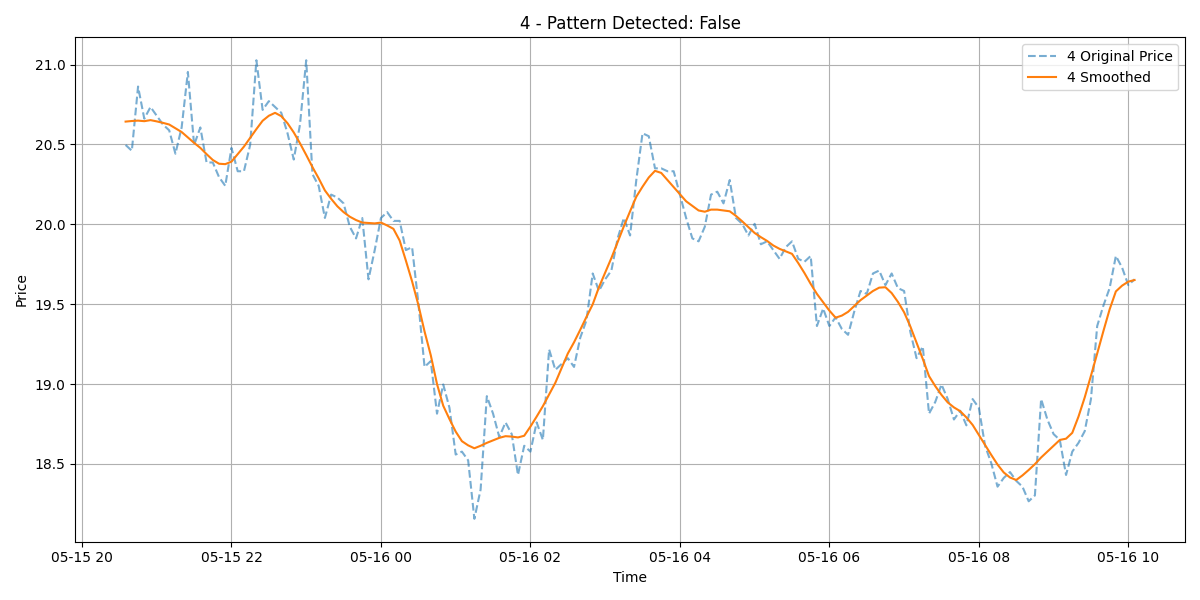 4 - Pattern Detected: False
4 Original Price
4 Smoothed
Price
21.0
20.5
20.0
19.5
19.0
18.5
05-15 20
05-15 22
05-16 00
05-16 02
05-16 04
05-16 06
05-16 08
05-16 10
Time